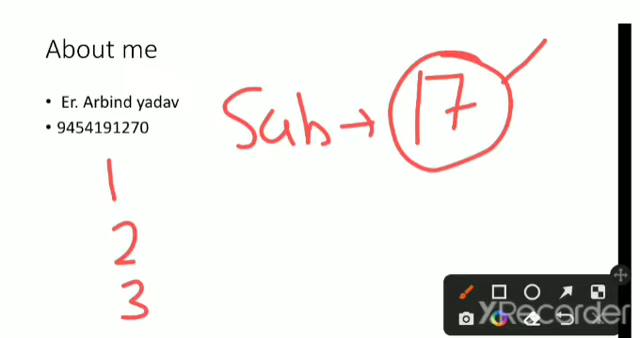 About me
• Er. Arbind yadav
• 9454191270
Sub → 17
1
2
3
XRecorder